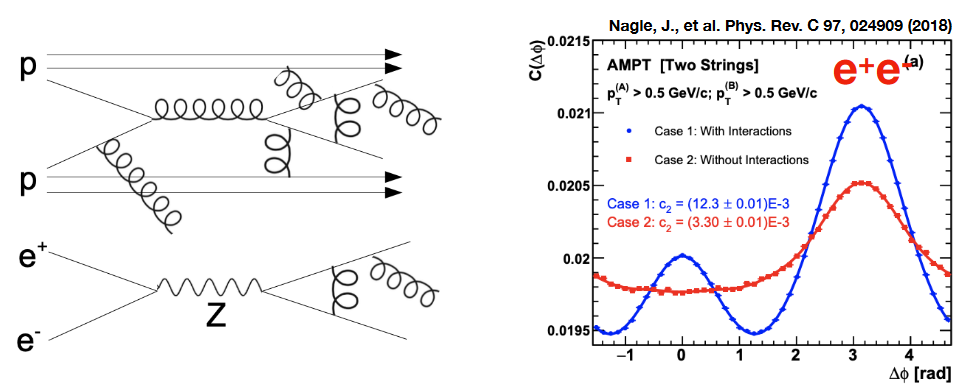 p
p
e+
e-
Z
Nagle, J., et al. Phys. Rev. C 97, 024909 (2018)
C(Δϕ)
0.0215
0.021
0.0205
0.02
0.0195
AMPT [Two Strings]
e+e-
(a)
p_T^(A) > 0.5 GeV/c; p_T^(B) > 0.5 GeV/c
Case 1: With Interactions
Case 2: Without Interactions
Case 1: c₂ = (12.3 ± 0.01)E-3
Case 2: c₂ = (3.30 ± 0.01)E-3
−1 0 1 2 3 4
Δϕ [rad]